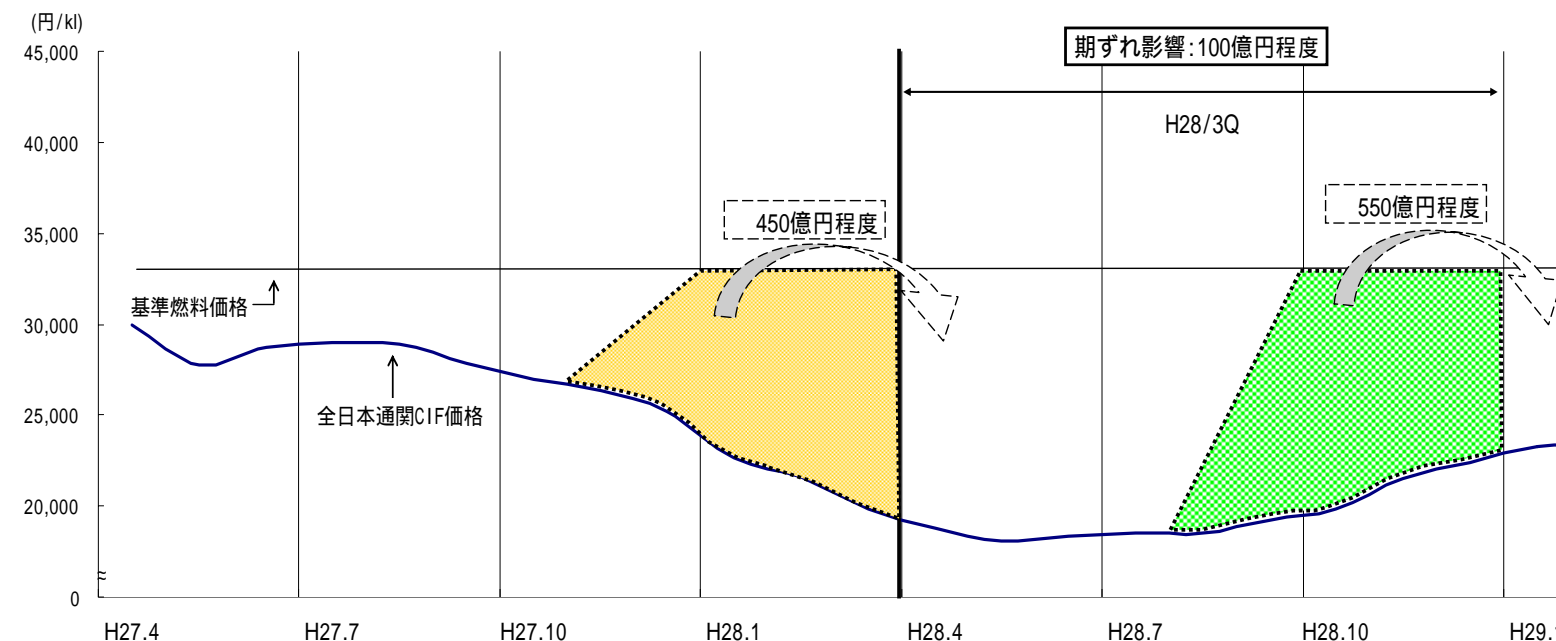 (円/kl)
45,000
40,000
35,000
30,000
25,000
20,000
≈
0
期ずれ影響:100億円程度
H28/3Q
450億円程度
550億円程度
基準燃料価格
全日本通関CIF価格
H27.4
H27.7
H27.10
H28.1
H28.4
H28.7
H28.10
H29.